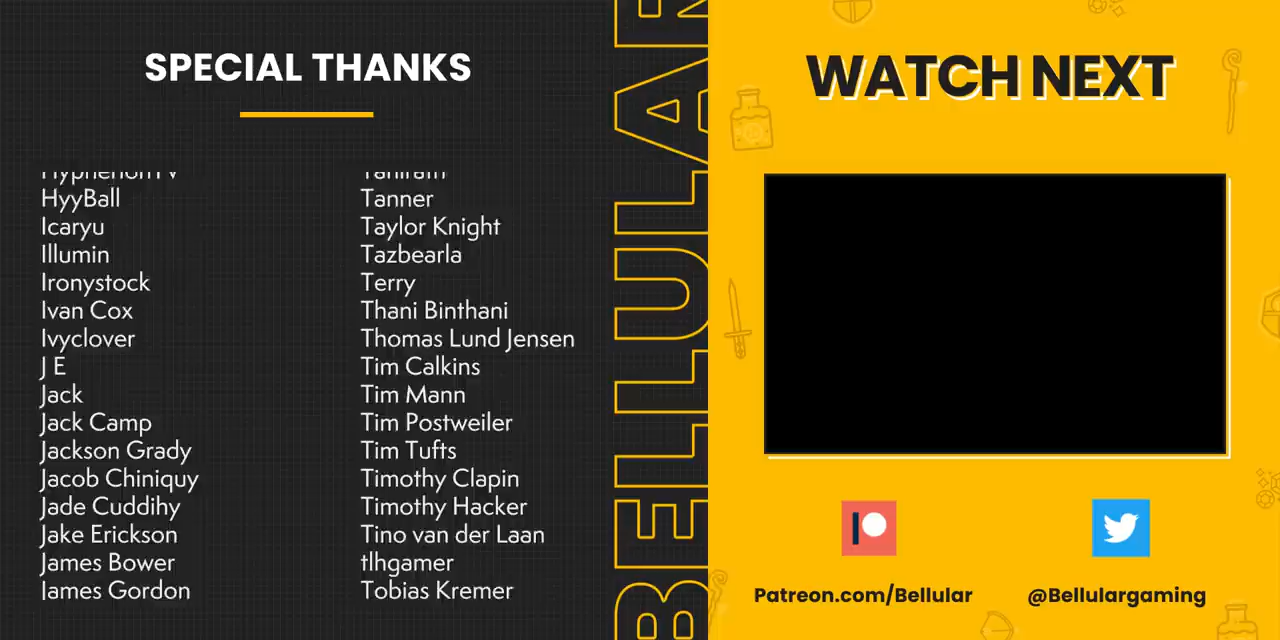 SPECIAL THANKS
HyphenonTV
HyyBall
Icaryu
Illumin
Ironystock
Ivan Cox
Ivyclover
J E
Jack
Jack Camp
Jackson Grady
Jacob Chiniquy
Jade Cuddihy
Jake Erickson
James Bower
James Gordon
Tanner
Taylor Knight
Tazbearla
Terry
Thani Binthani
Thomas Lund Jensen
Tim Calkins
Tim Mann
Tim Postweiler
Tim Tufts
Timothy Clapin
Timothy Hacker
Tino van der Laan
tlhgamer
Tobias Kremer
BELLULAR
WATCH NEXT
Patreon.com/Bellular
@Bellulargaming